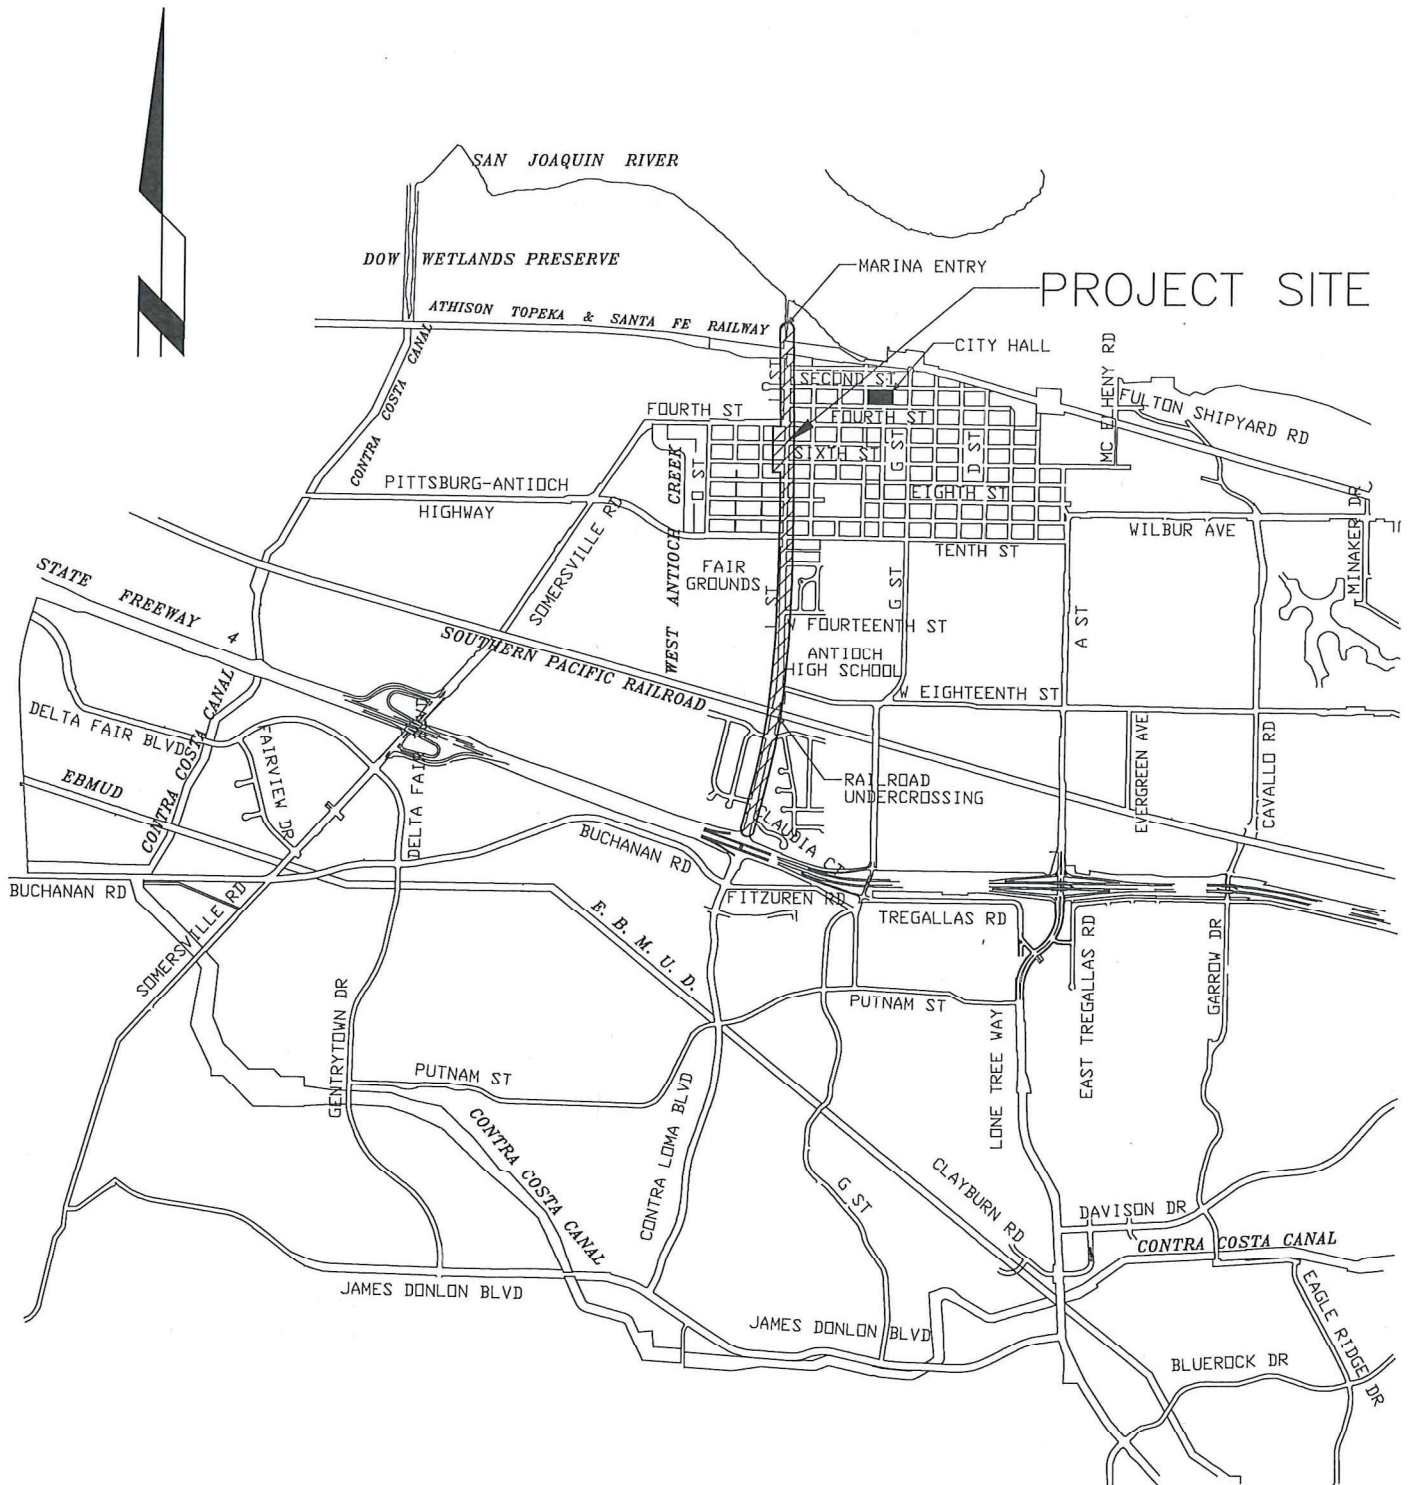 SAN JOAQUIN RIVER
DOW WETLANDS PRESERVE
MARINA ENTRY
PROJECT SITE
ATHISON TOPEKA & SANTA FE RAILWAY
CITY HALL
CONTRA COSTA CANAL
ST
SECOND ST.
MC ELHENY RD
FULTON SHIPYARD RD
FOURTH ST
FOURTH ST
SIXTH ST
G ST
D ST
O ST
PITTSBURG-ANTIOCH
HIGHWAY
EIGHTH ST
WILBUR AVE
MINAKER DR
TENTH ST
SOMERSVILLE RD
WEST ANTIOCH CREEK
FAIR
GROUNDS
ST
G ST
A ST
STATE FREEWAY 4
W FOURTEENTH ST
ANTIOCH
HIGH SCHOOL
SOUTHERN PACIFIC RAILROAD
W EIGHTEENTH ST
DELTA FAIR BLVD
CONTRA COSTA CANAL
FAIRVIEW DR
DELTA FAIR
EBMUD
RAILROAD
UNDERCROSSING
EVERGREEN AVE
CAVALLO RD
CLAUDIA CT
BUCHANAN RD
BUCHANAN RD
FITZUREN RD
TREGALLAS RD
SOMERSVILLE RD
E. B. M. U. D.
GARROW DR
EAST TREGALLAS RD
PUTNAM ST
GENTRYTOWN DR
LONE TREE WAY
PUTNAM ST
CONTRA COSTA CANAL
CONTRA LOMA BLVD
G ST
CLAYBURN RD
DAVISON DR
CONTRA COSTA CANAL
JAMES DONLON BLVD
JAMES DONLON BLVD
EAGLE RIDGE DR
BLUEROCK DR